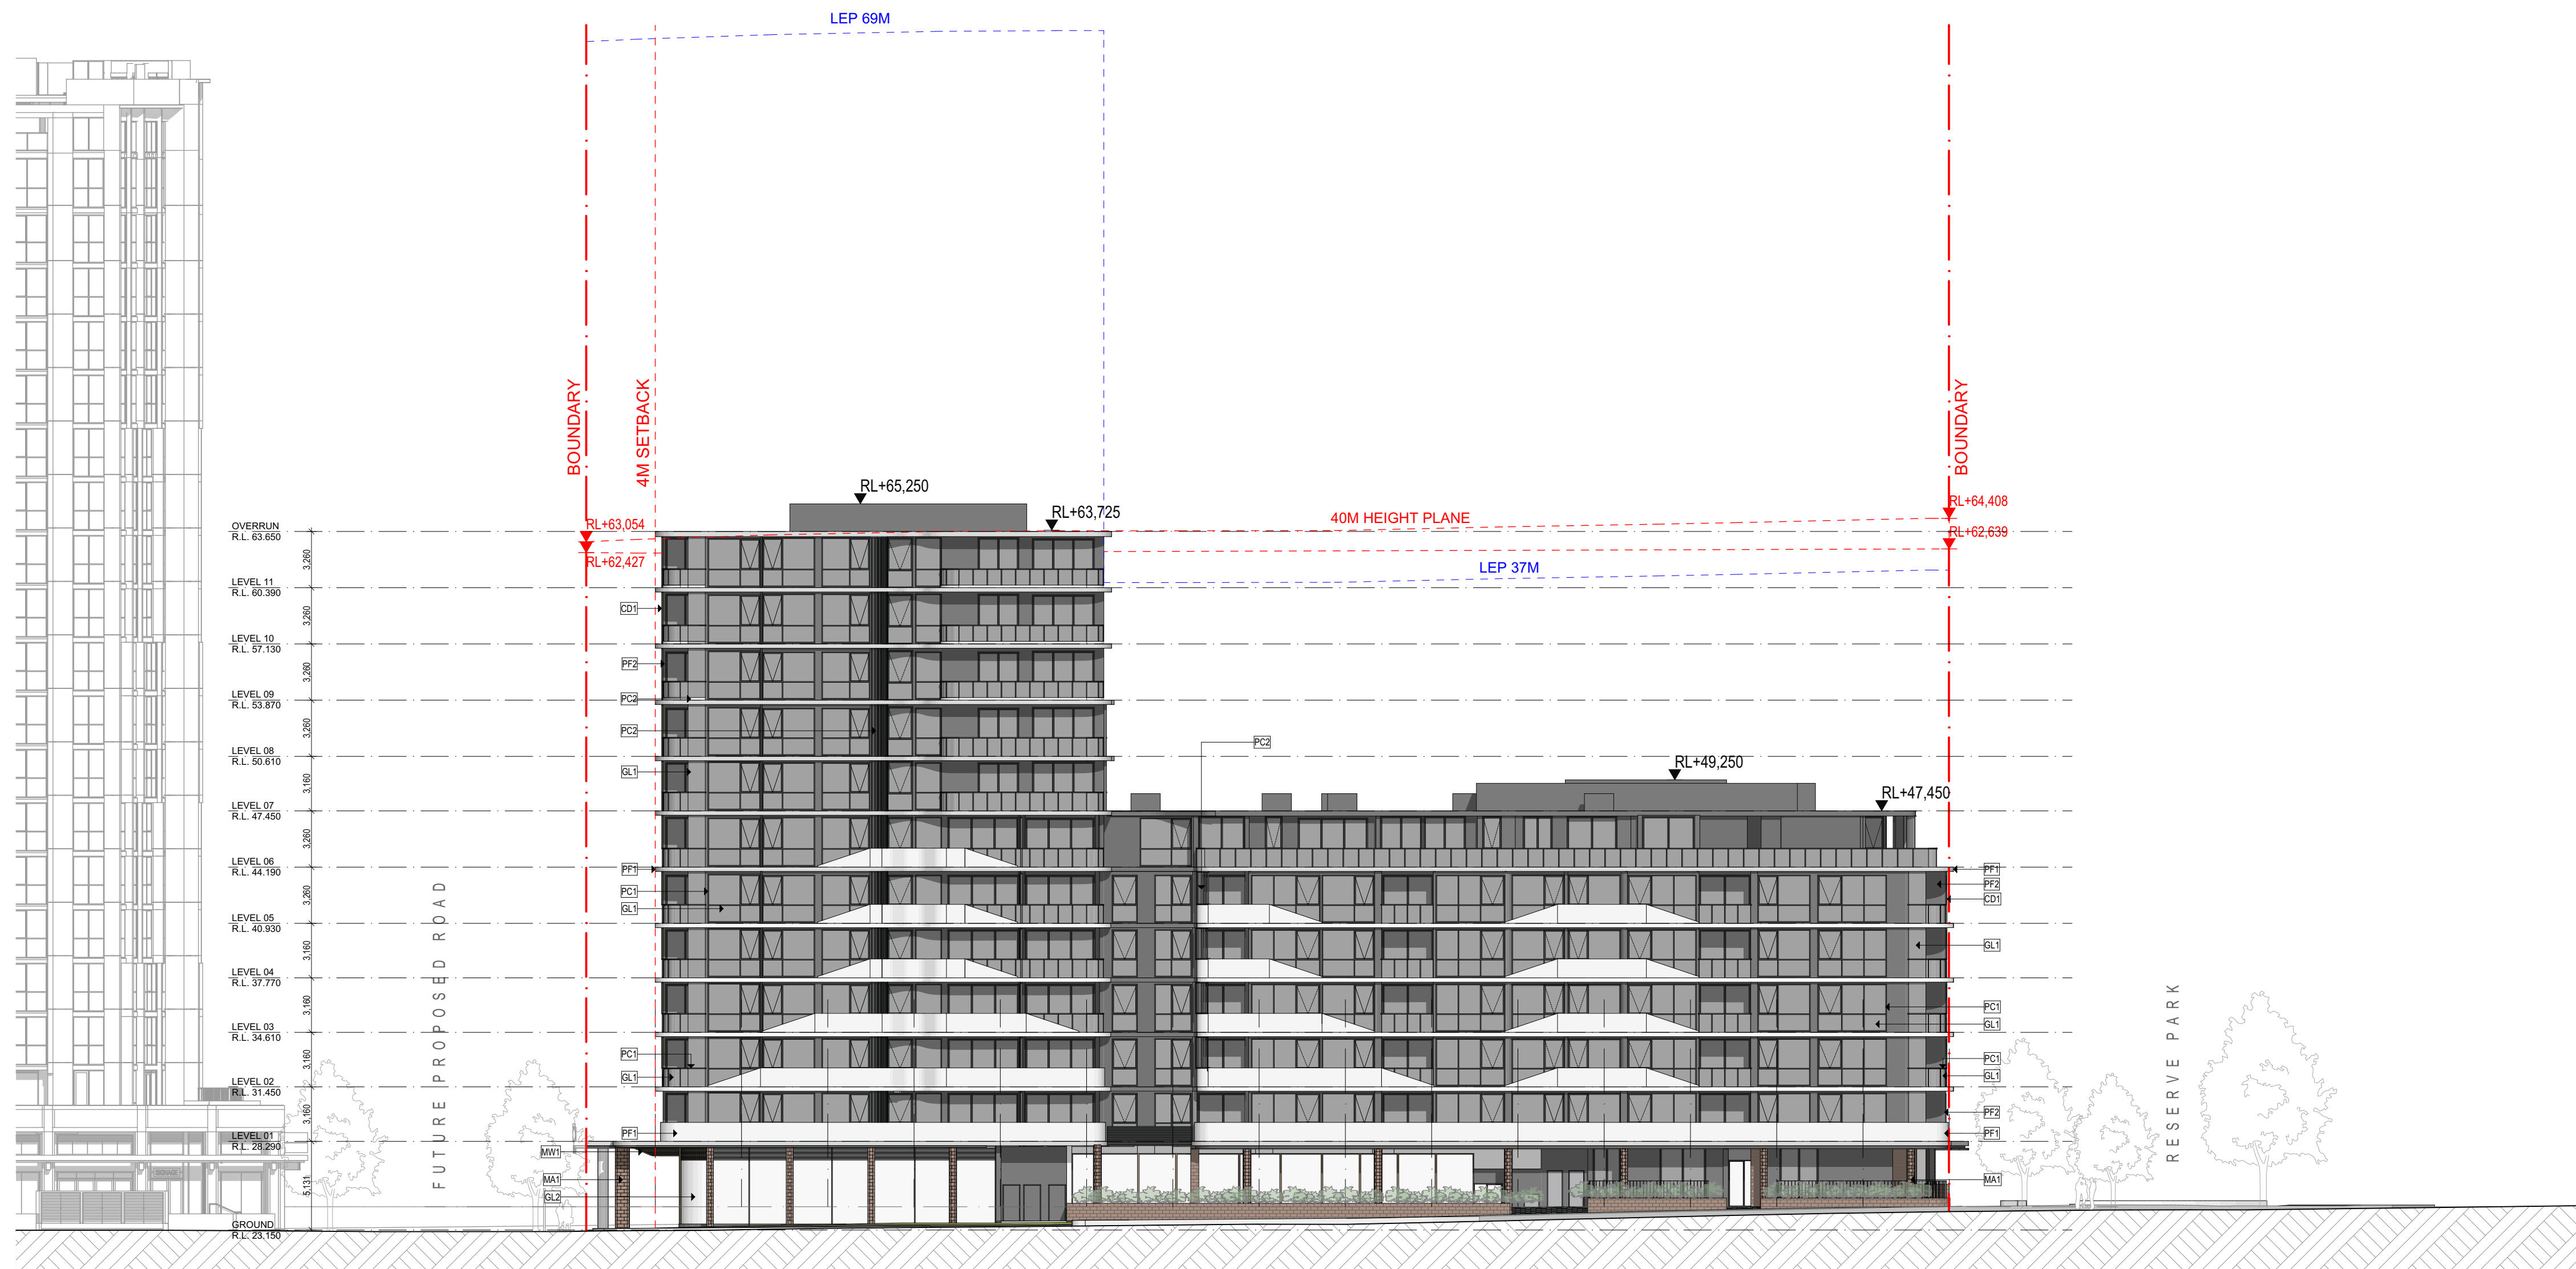 LEP 69M
BOUNDARY
4M SETBACK
BOUNDARY
RL+65,250
RL+63,725
40M HEIGHT PLANE
RL+64,408
RL+63,054
RL+62,639
RL+62,427
LEP 37M
OVERRUN
R.L. 63.650
3,260
LEVEL 11
R.L. 60.390
3,260
LEVEL 10
R.L. 57.130
3,260
LEVEL 09
R.L. 53.870
3,260
LEVEL 08
R.L. 50.610
3,160
LEVEL 07
R.L. 47.450
3,260
LEVEL 06
R.L. 44.190
3,260
LEVEL 05
R.L. 40.930
3,160
LEVEL 04
R.L. 37.770
3,160
LEVEL 03
R.L. 34.610
3,160
LEVEL 02
R.L. 31.450
3,160
LEVEL 01
R.L. 28.290
5,131
GROUND
R.L. 23.150
FUTURE PROPOSED ROAD
CD1
PF2
PC2
PC2
GL1
PF1
PC1
GL1
PC1
GL1
PF1
MW1
MA1
GL2
PC2
RL+49,250
RL+47,450
PF1
PF2
CD1
GL1
PC1
GL1
PC1
GL1
PF2
PF1
MA1
RESERVE PARK